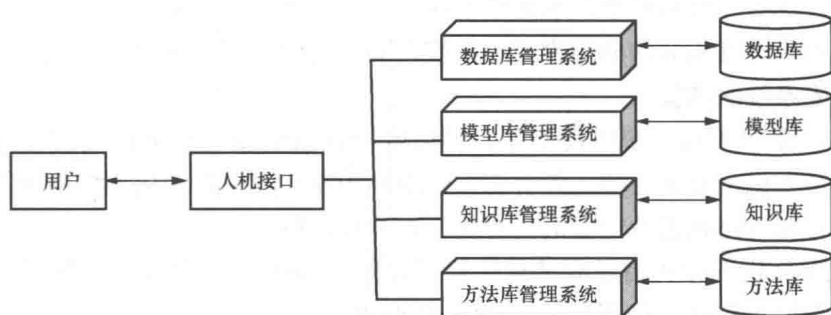 数据库管理系统
数据库
模型库管理系统
模型库
用户
人机接口
知识库管理系统
知识库
方法库管理系统
方法库